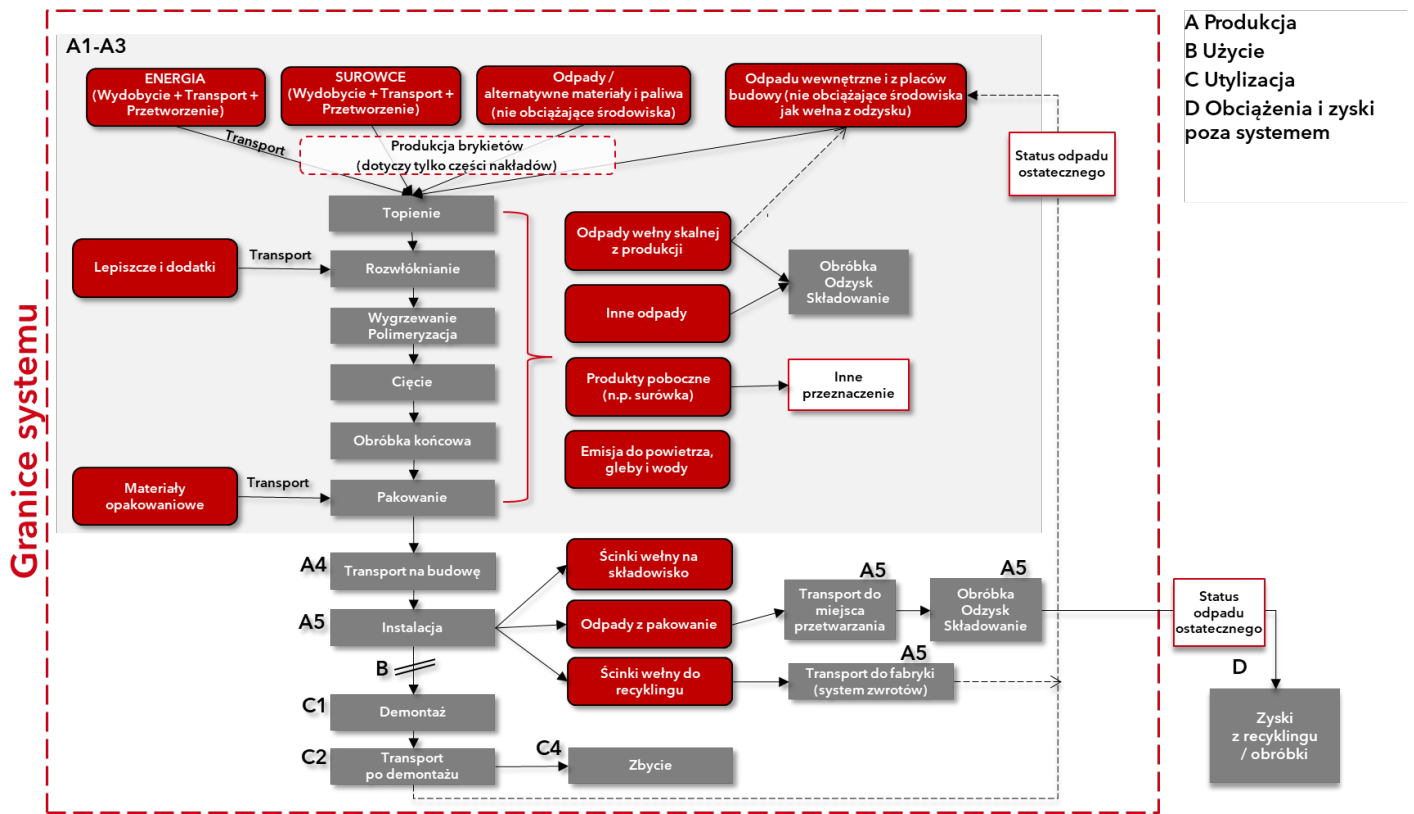 A Produkcja
B Użycie
C Utylizacja
D Obciążenia i zyski
poza systemem
Granice systemu
A1-A3
ENERGIA
(Wydobycie + Transport +
Przetworzenie)
SUROWCE
(Wydobycie + Transport +
Przetworzenie)
Odpady /
alternatywne materiały i paliwa
(nie obciążające środowiska)
Odpadu wewnętrzne i z placów
budowy (nie obciążające środowiska
jak wełna z odzysku)
Transport
Produkcja brykietów
(dotyczy tylko części nakładów)
Status odpadu
ostatecznego
Topienie
Lepiszcze i dodatki
Transport
Rozwłóknianie
Odpady wełny skalnej
z produkcji
Obróbka
Odzysk
Składowanie
Wygrzewanie
Polimeryzacja
Inne odpady
Cięcie
Produkty poboczne
(n.p. surówka)
Inne
przeznaczenie
Obróbka końcowa
Emisja do powietrza,
gleby i wody
Materiały
opakowaniowe
Transport
Pakowanie
A4
Transport na budowę
Ścinki wełny na
składowisko
A5
Instalacja
Odpady z pakowanie
A5
Transport do
miejsca
przetwarzania
A5
Obróbka
Odzysk
Składowanie
Status
odpadu
ostatecznego
B
Ścinki wełny do
recyklingu
A5
Transport do fabryki
(system zwrotów)
D
C1
Demontaż
Zyski
z recyklingu
/ obróbki
C2
Transport
po demontażu
C4
Zbycie